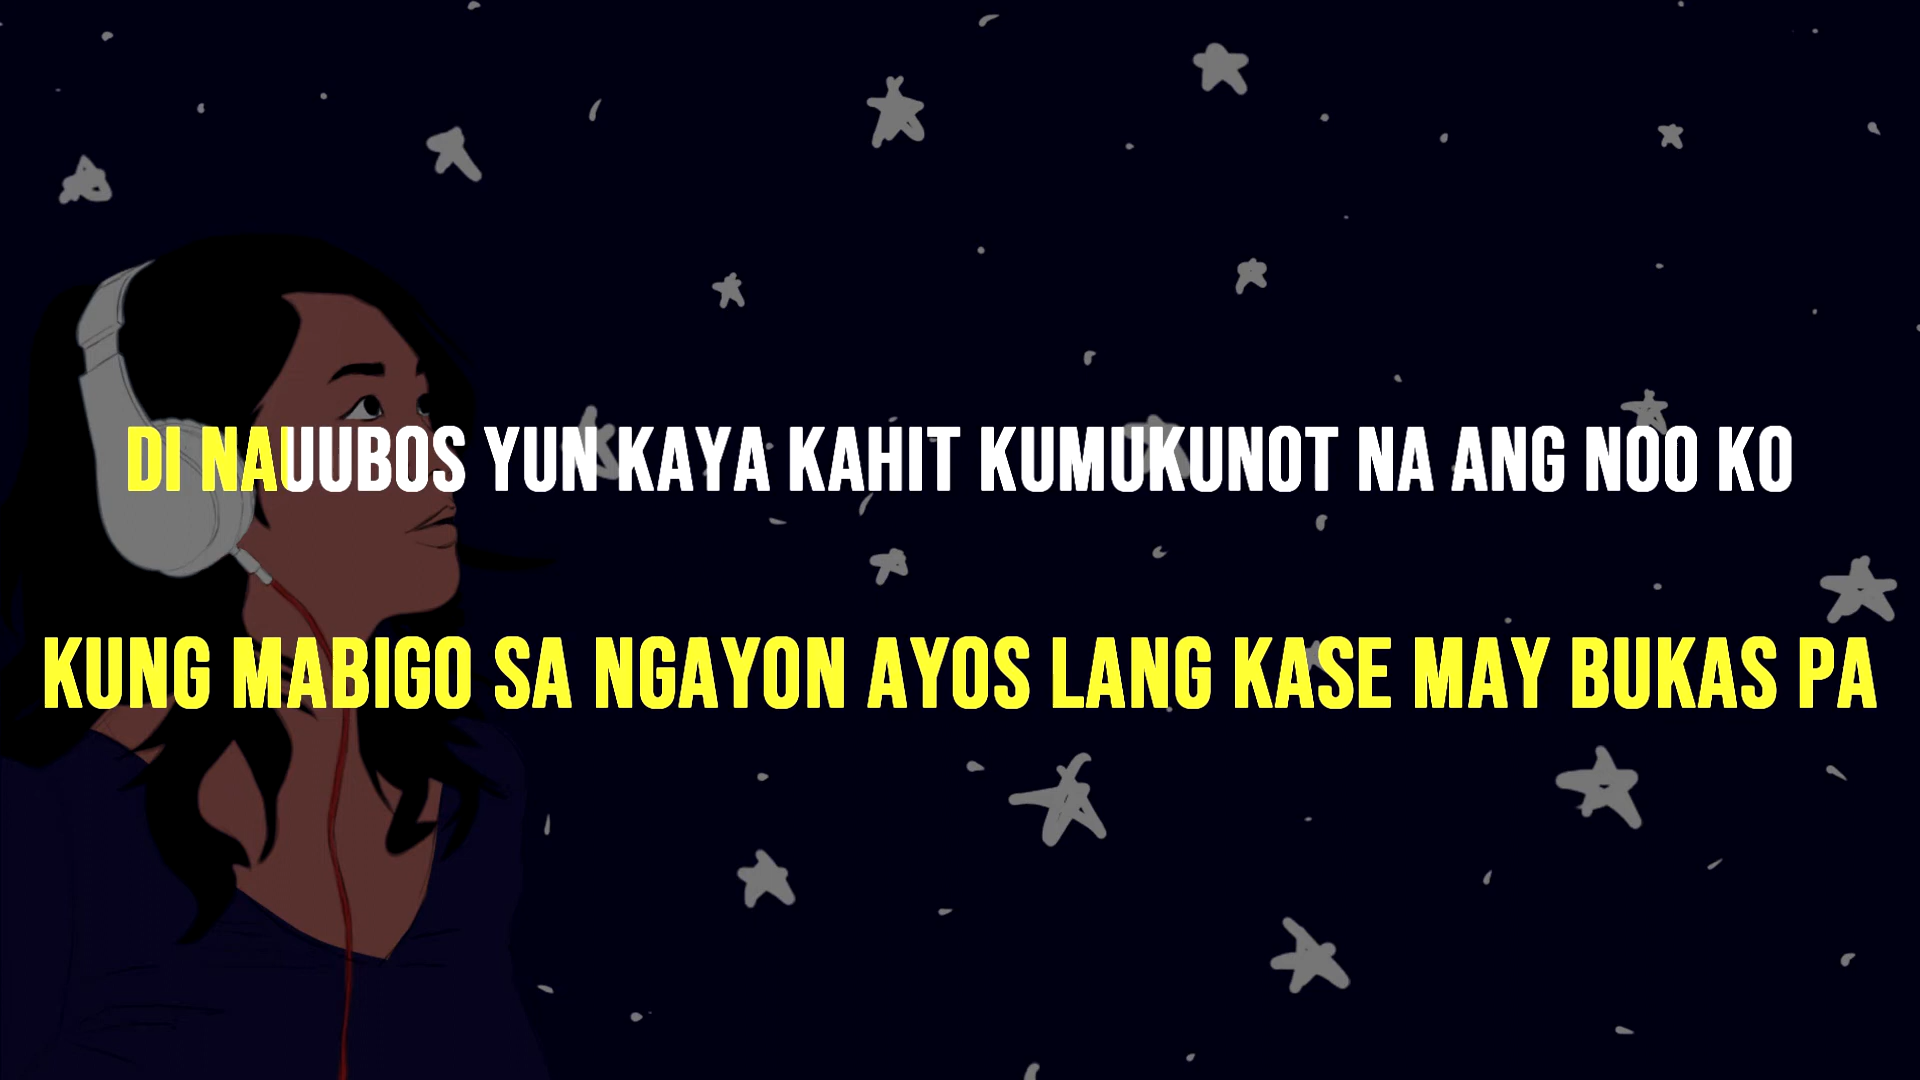 DI NAUUBOS YUN KAYA KAHIT KUMUKUNOT NA ANG NOO KO
KUNG MABIGO SA NGAYON AYOS LANG KASE MAY BUKAS PA